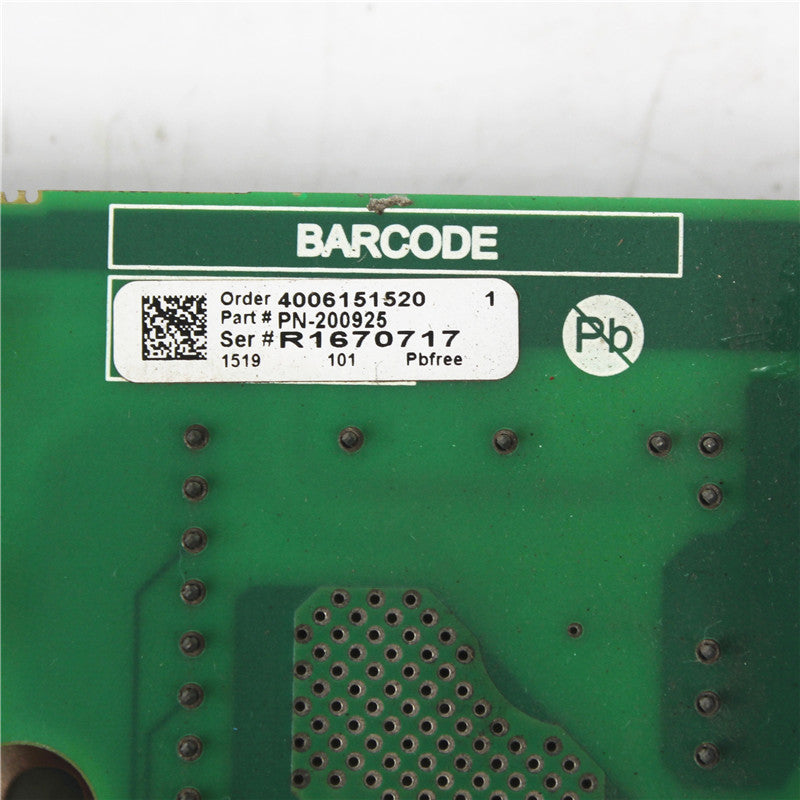 BARCODE
Order 4006151520 1
Part # PN-200925
Ser # R1670717
1519 101 Pbfree
Pb